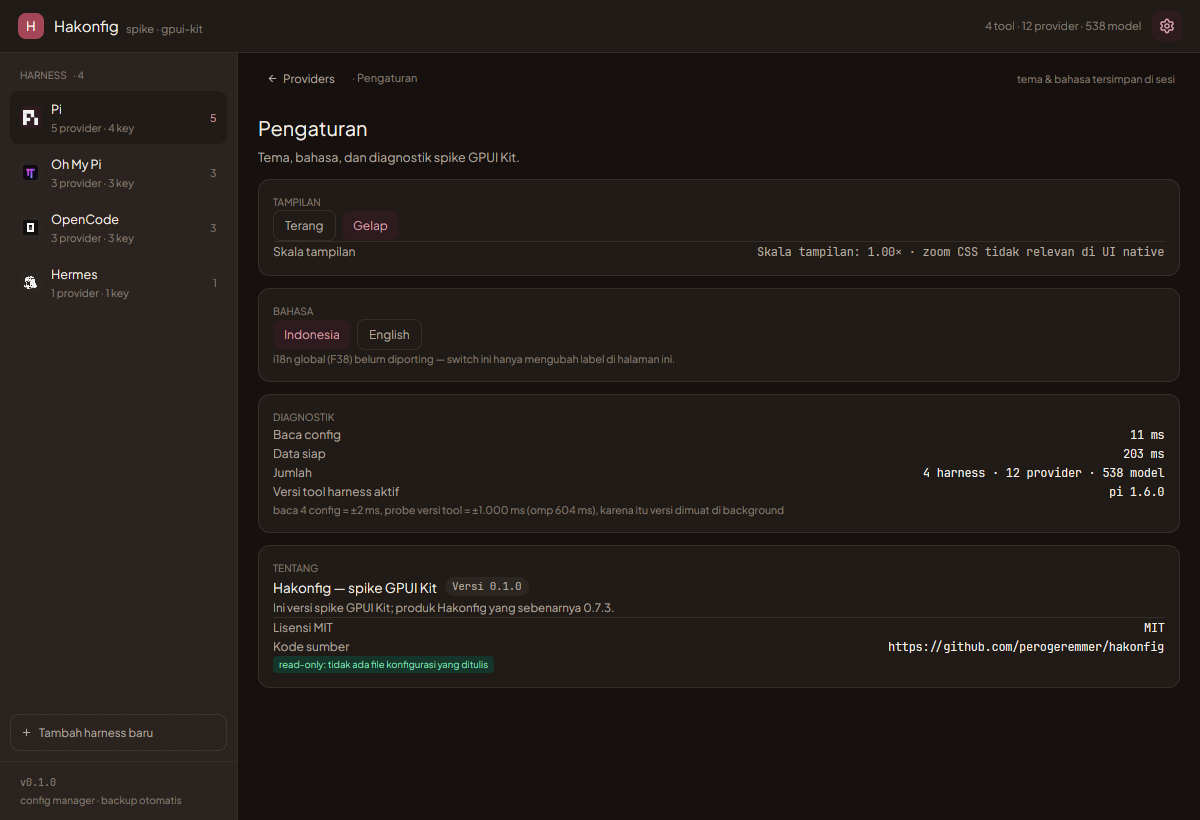 H Hakonfig spike · gpui-kit
4 tool · 12 provider · 538 model
HARNESS · 4
Pi
5 provider · 4 key
5
Oh My Pi
3 provider · 3 key
3
OpenCode
3 provider · 3 key
3
Hermes
1 provider · 1 key
1
+ Tambah harness baru
v0.1.0
config manager · backup otomatis
← Providers · Pengaturan
tema & bahasa tersimpan di sesi
Pengaturan
Tema, bahasa, dan diagnostik spike GPUI Kit.
TAMPILAN
Terang Gelap
Skala tampilan Skala tampilan: 1.00× · zoom CSS tidak relevan di UI native
BAHASA
Indonesia English
i18n global (F38) belum diporting — switch ini hanya mengubah label di halaman ini.
DIAGNOSTIK
Baca config 11 ms
Data siap 203 ms
Jumlah 4 harness · 12 provider · 538 model
Versi tool harness aktif pi 1.6.0
baca 4 config = ±2 ms, probe versi tool = ±1.000 ms (omp 604 ms), karena itu versi dimuat di background
TENTANG
Hakonfig — spike GPUI Kit Versi 0.1.0
Ini versi spike GPUI Kit; produk Hakonfig yang sebenarnya 0.7.3.
Lisensi MIT MIT
Kode sumber https://github.com/perogeremmer/hakonfig
read-only: tidak ada file konfigurasi yang ditulis